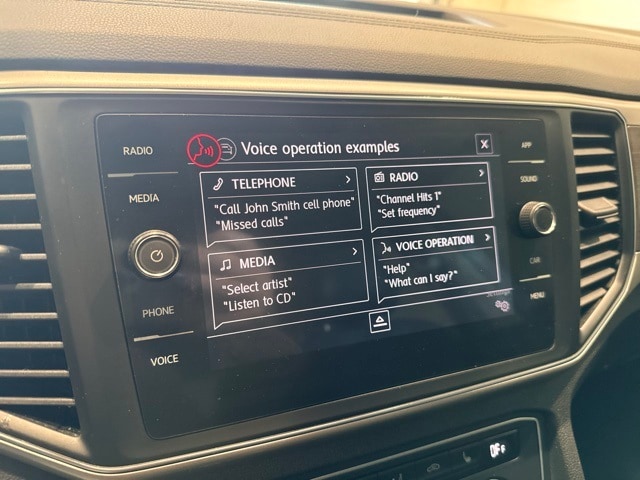 RADIO
MEDIA
PHONE
VOICE
Voice operation examples
X
TELEPHONE
"Call John Smith cell phone"
"Missed calls"
RADIO
"Channel Hits 1"
"Set frequency"
MEDIA
"Select artist"
"Listen to CD"
VOICE OPERATION
"Help"
"What can I say?"
APP
SOUND
CAR
MENU
OFF